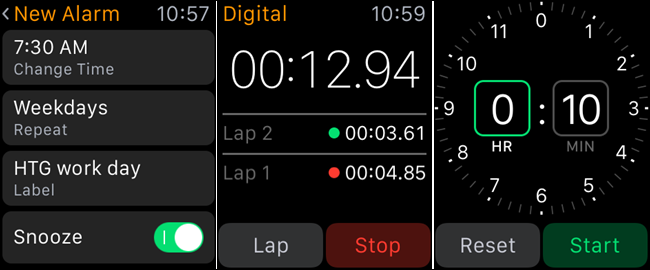 New Alarm 10:57
7:30 AM
Change Time
Weekdays
Repeat
HTG work day
Label
Snooze
Digital 10:59
00:12.94
Lap 2 00:03.61
Lap 1 00:04.85
Lap Stop
0
1
2
3
4
5
6
7
8
9
10
11
0 : 10
HR MIN
Reset Start